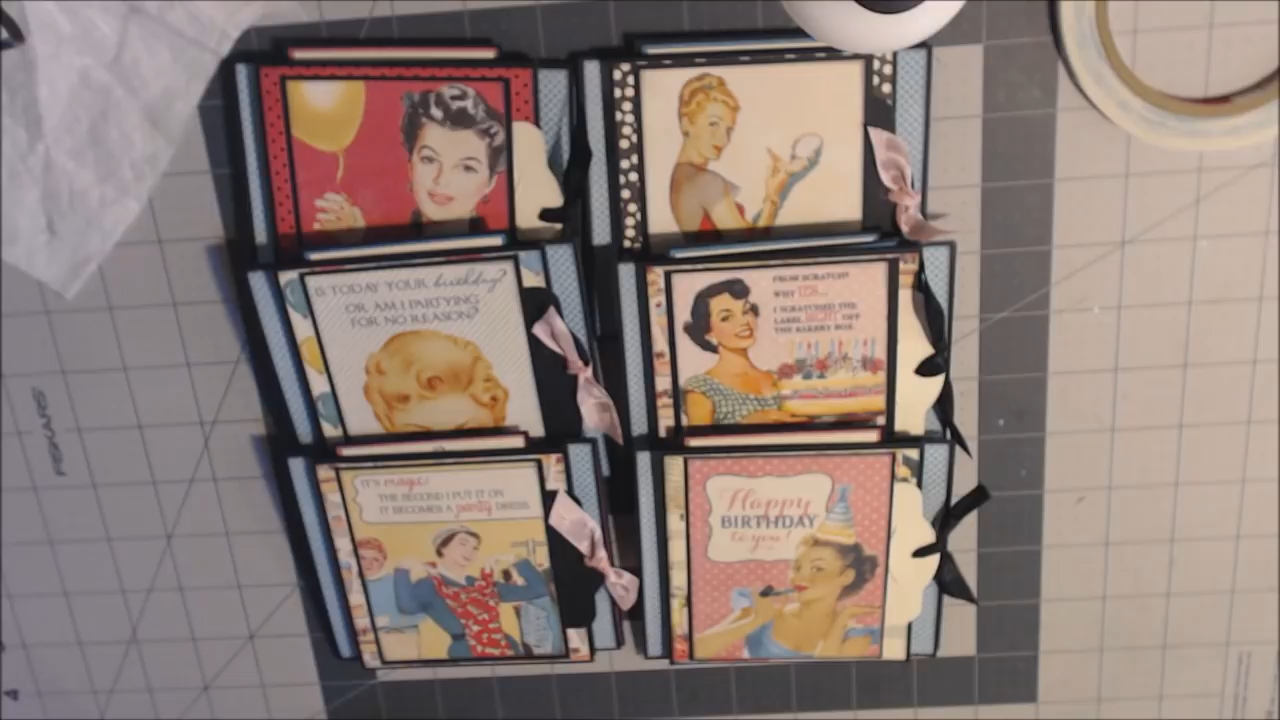 IS TODAY YOUR birthday?
OR AM I PARTYING
FOR NO REASON?
FROM SCRATCH?
WHY YES...
I SCRATCHED THE
LABEL RIGHT OFF
THE BAKERY BOX.
IT'S magic!
THE SECOND I PUT IT ON
IT BECOMES A party DRESS
Happy
BIRTHDAY
to you!
FISKARS
4